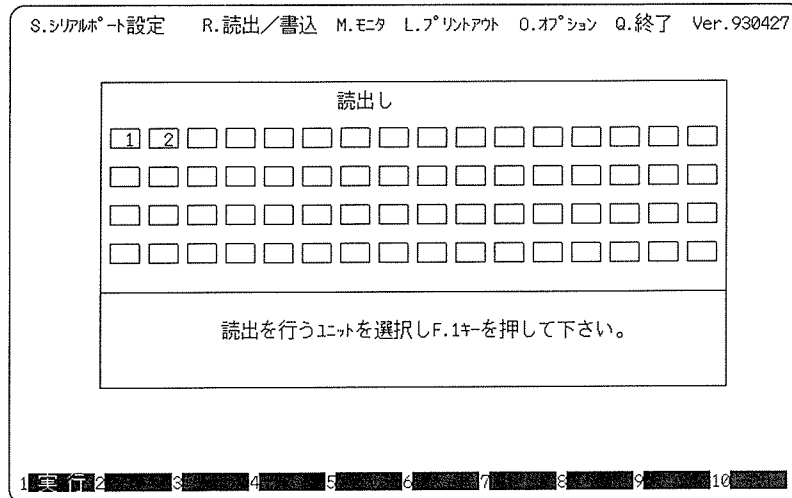 S.ｼﾘｱﾙﾎﾟｰﾄ設定 R.読出／書込 M.ﾓﾆﾀ L.ﾌﾟﾘﾝﾄｱｳﾄ O.ｵﾌﾟｼｮﾝ Q.終了 Ver.930427
読出し
1 2
読出を行うﾕﾆｯﾄを選択しF.1ｷｰを押して下さい。
1 実行 2 3 4 5 6 7 8 9 10